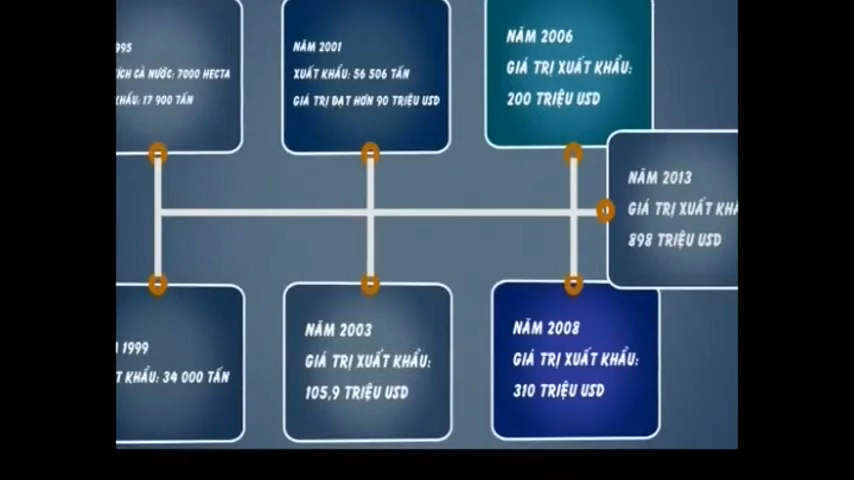 995
TÍCH CẢ NƯỚC: 7000 HECTA
KHẨU: 17 900 TẤN
NĂM 2001
XUẤT KHẨU: 56 506 TẤN
GIÁ TRỊ ĐẠT HƠN 90 TRIỆU USD
NĂM 2006
GIÁ TRỊ XUẤT KHẨU:
200 TRIỆU USD
NĂM 2013
GIÁ TRỊ XUẤT
898 TRIỆU USD
1999
KHẨU: 34 000 TẤN
NĂM 2003
GIÁ TRỊ XUẤT KHẨU:
105,9 TRIỆU USD
NĂM 2008
GIÁ TRỊ XUẤT KHẨU:
310 TRIỆU USD